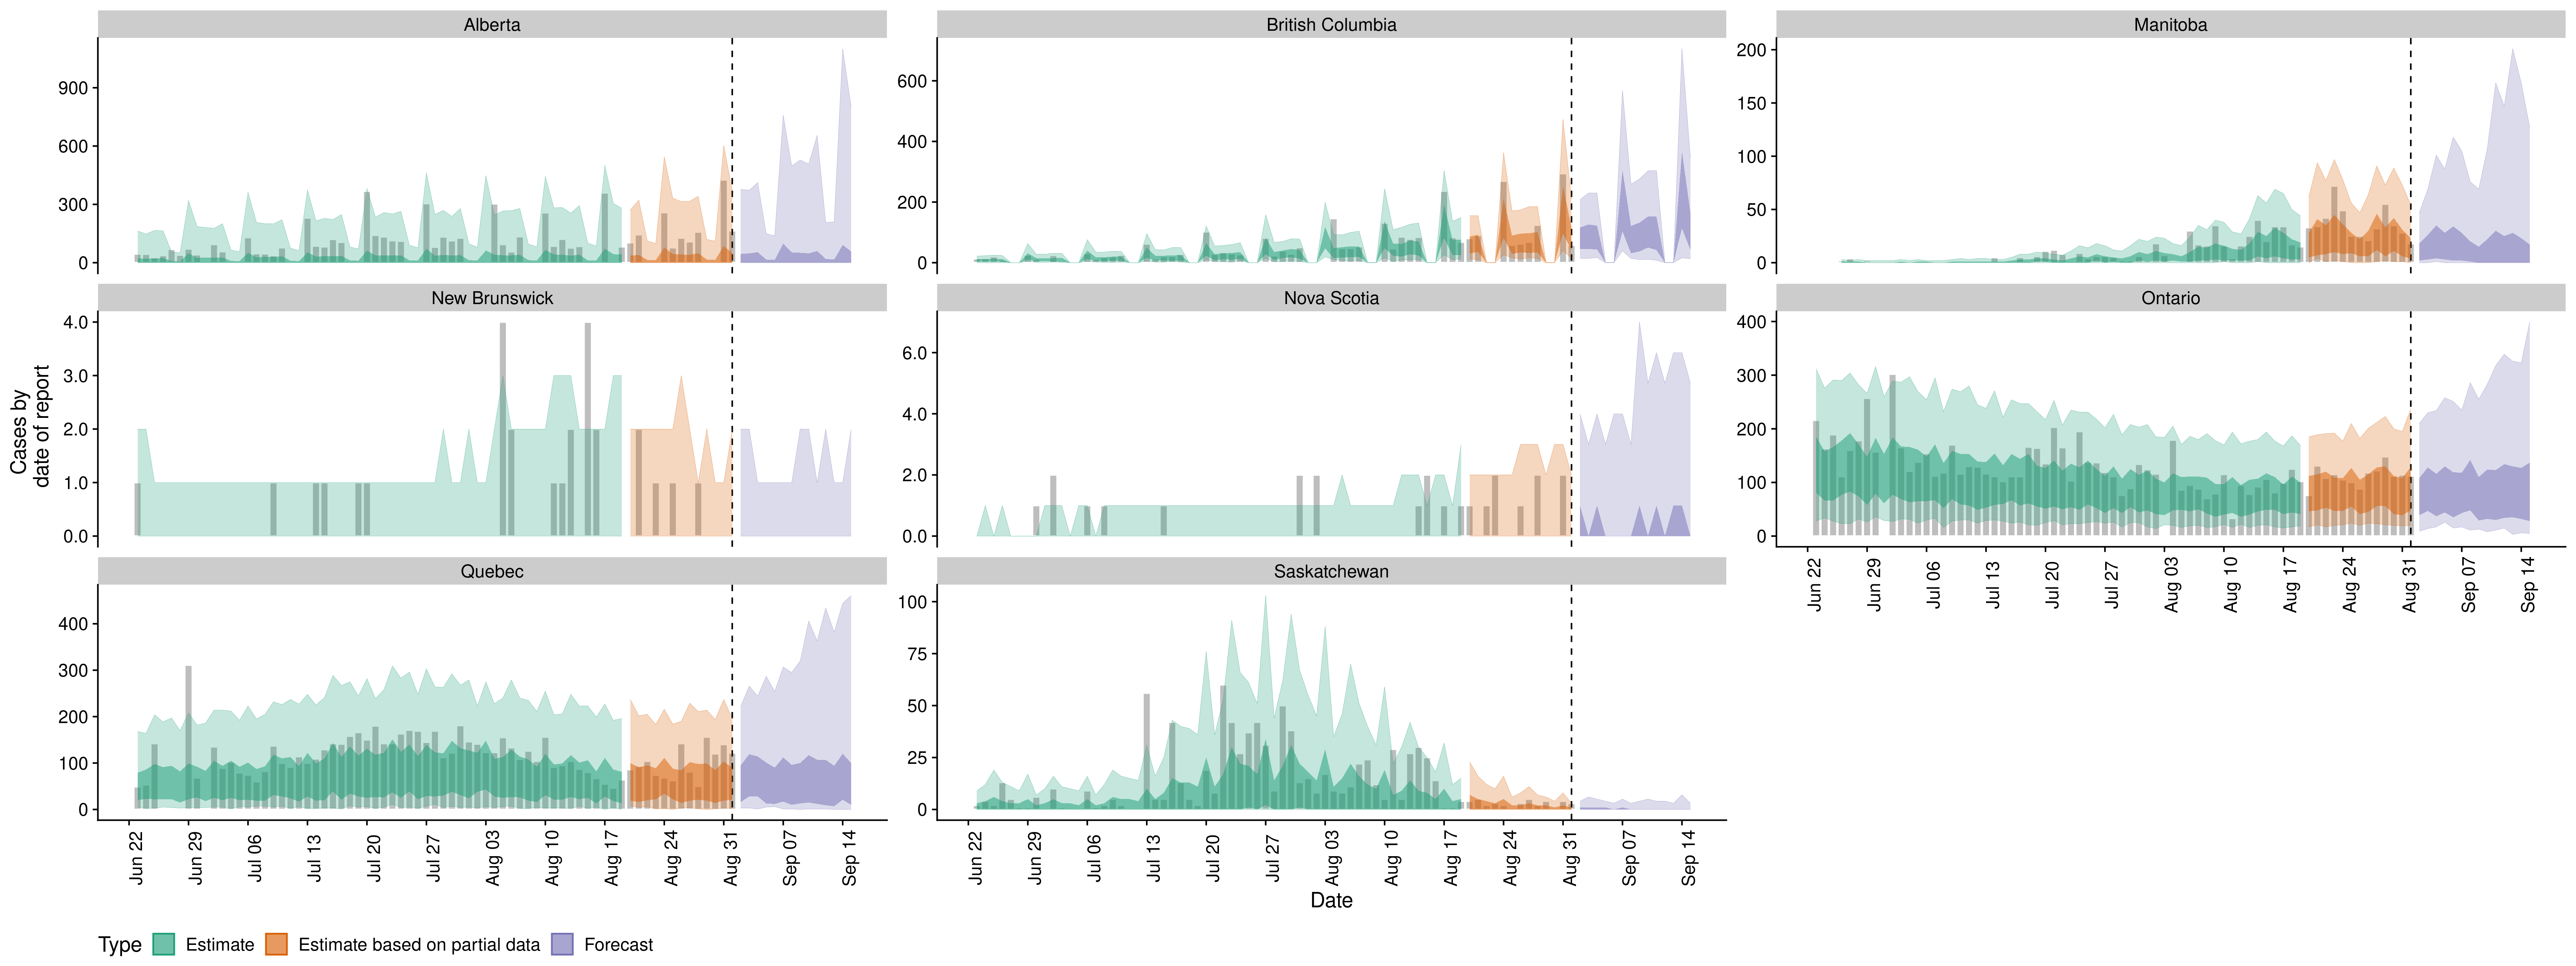 Alberta
British Columbia
Manitoba
900
600
300
0
600
400
200
0
200
150
100
50
0
New Brunswick
Nova Scotia
Ontario
4.0
3.0
2.0
1.0
0.0
6.0
4.0
2.0
0.0
400
300
200
100
0
Jun 22
Jun 29
Jul 06
Jul 13
Jul 20
Jul 27
Aug 03
Aug 10
Aug 17
Aug 24
Aug 31
Sep 07
Sep 14
Cases by
date of report
Quebec
Saskatchewan
400
300
200
100
0
100
75
50
25
0
Jun 22
Jun 29
Jul 06
Jul 13
Jul 20
Jul 27
Aug 03
Aug 10
Aug 17
Aug 24
Aug 31
Sep 07
Sep 14
Jun 22
Jun 29
Jul 06
Jul 13
Jul 20
Jul 27
Aug 03
Aug 10
Aug 17
Aug 24
Aug 31
Sep 07
Sep 14
Date
Type Estimate Estimate based on partial data Forecast